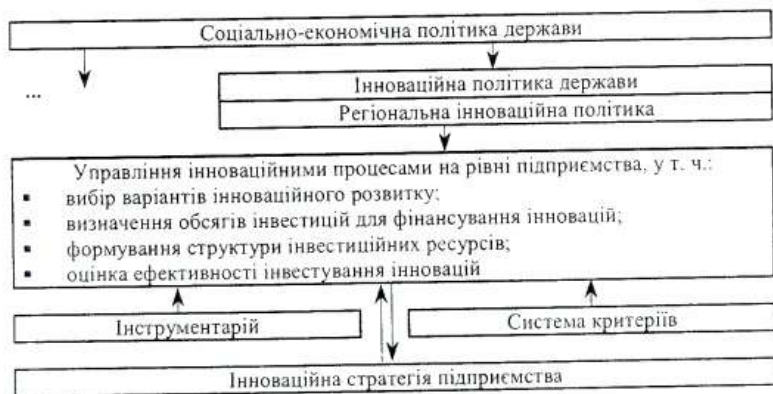 Соціально-економічна політика держави
...
Інноваційна політика держави
Регіональна інноваційна політика
Управління інноваційними процесами на рівні підприємства, у т. ч.:
▪ вибір варіантів інноваційного розвитку;
▪ визначення обсягів інвестицій для фінансування інновацій;
▪ формування структури інвестиційних ресурсів;
▪ оцінка ефективності інвестування інновацій
Інструментарій
Система критеріїв
Інноваційна стратегія підприємства